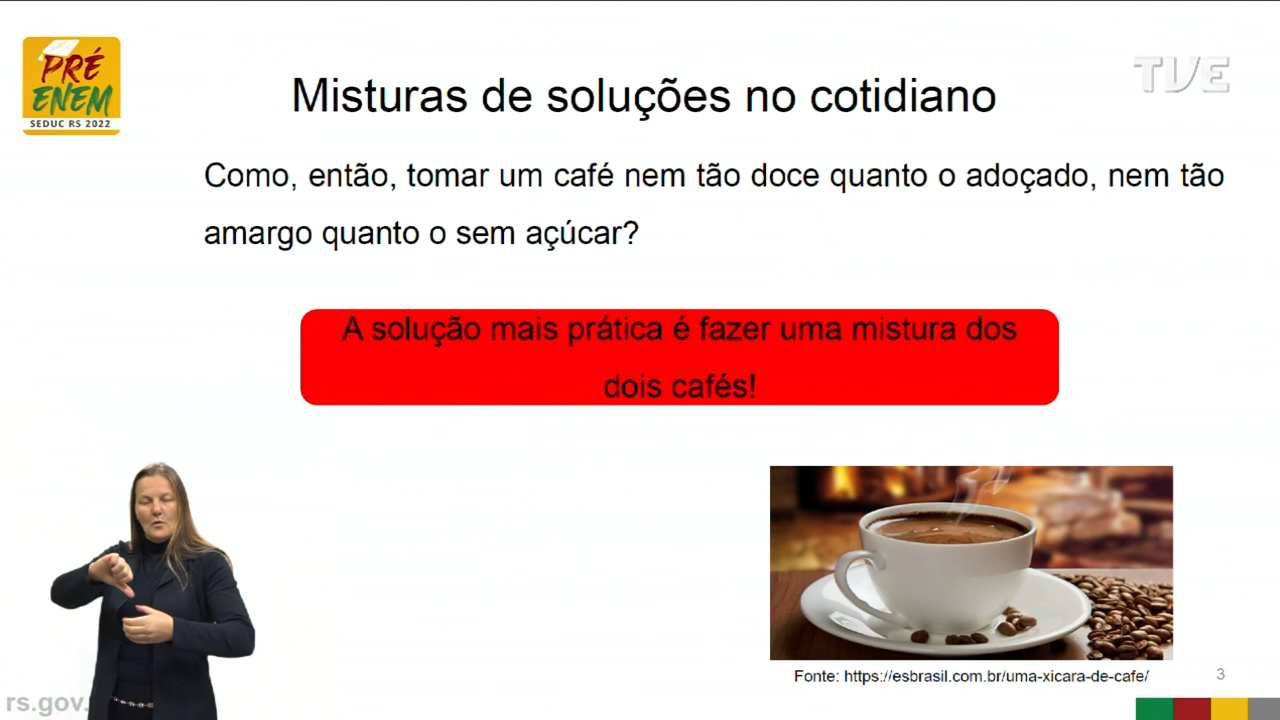 PRÉ
ENEM
SEDUC RS 2022
TVE
Misturas de soluções no cotidiano
Como, então, tomar um café nem tão doce quanto o adoçado, nem tão
amargo quanto o sem açúcar?
A solução mais prática é fazer uma mistura dos
dois cafés!
Fonte: https://esbrasil.com.br/uma-xicara-de-cafe/
3
rs.gov.